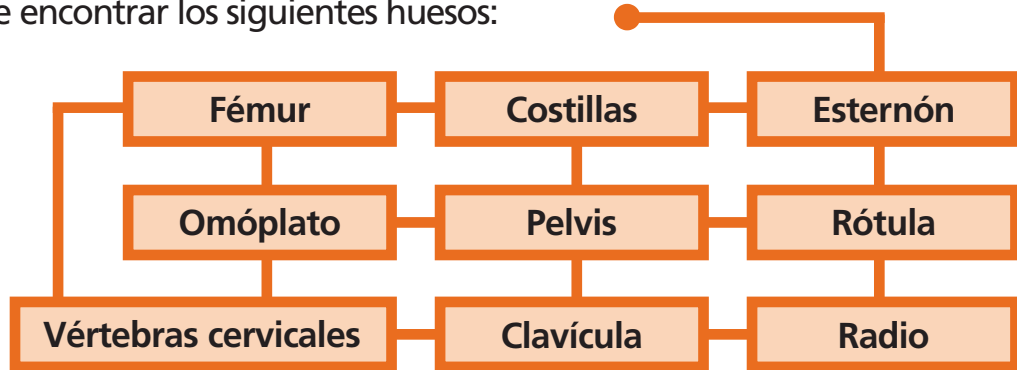 e encontrar los siguientes huesos:
Fémur Costillas Esternón
Omóplato Pelvis Rótula
Vértebras cervicales Clavícula Radio